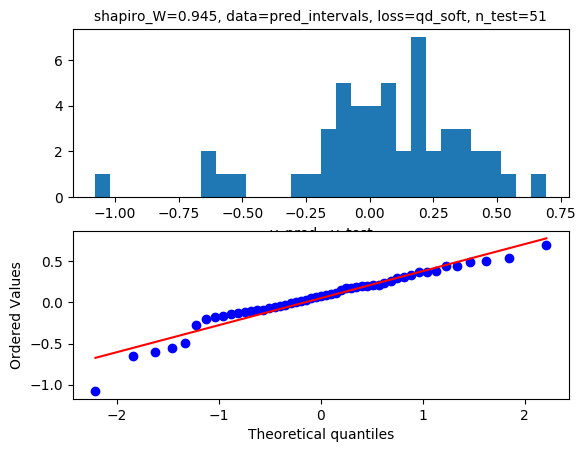 shapiro_W=0.945, data=pred_intervals, loss=qd_soft, n_test=51
6
4
2
0
-1.00 −0.75 −0.50 −0.25 0.00 0.25 0.50 0.75
0.5
0.0
−0.5
−1.0
Ordered Values
−2 −1 0 1 2
Theoretical quantiles